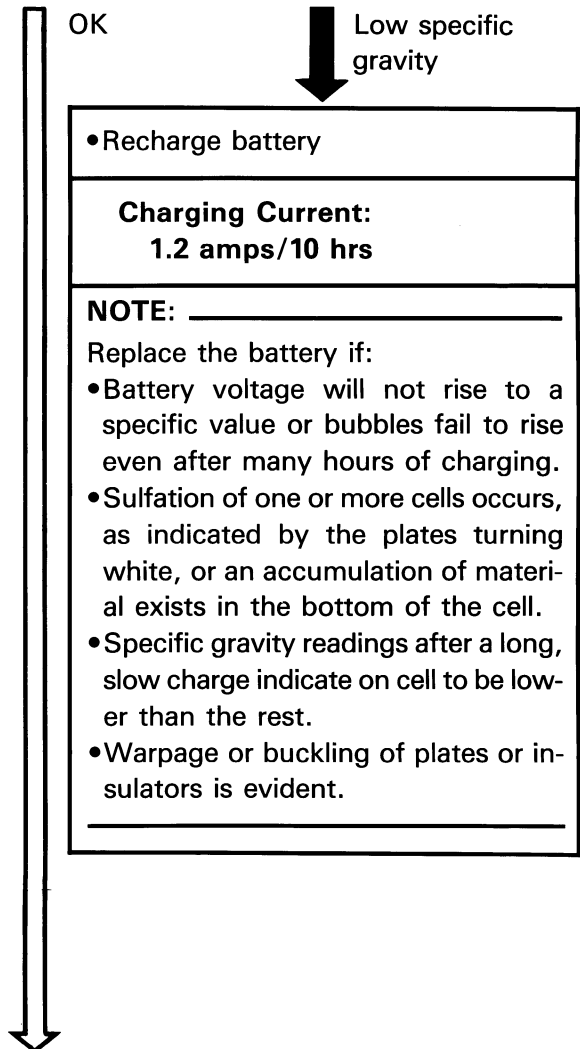 OK
Low specific
gravity
•Recharge battery
Charging Current:
1.2 amps/10 hrs
NOTE:
Replace the battery if:
•Battery voltage will not rise to a
specific value or bubbles fail to rise
even after many hours of charging.
•Sulfation of one or more cells occurs,
as indicated by the plates turning
white, or an accumulation of materi-
al exists in the bottom of the cell.
•Specific gravity readings after a long,
slow charge indicate on cell to be low-
er than the rest.
•Warpage or buckling of plates or in-
sulators is evident.